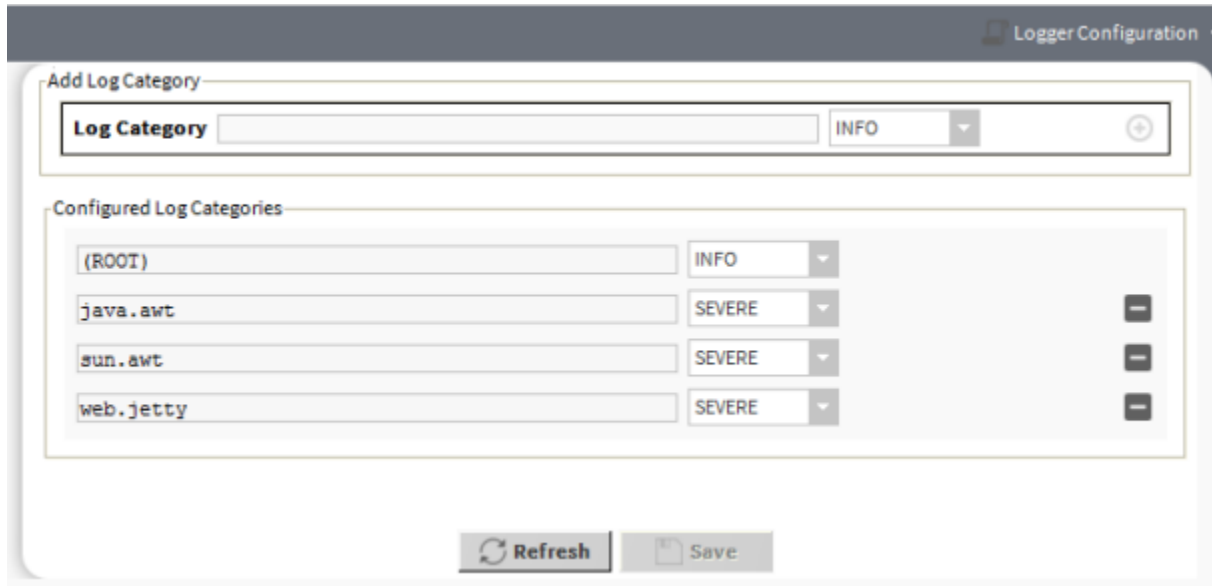 Logger Configuration
Add Log Category
Log Category INFO
Configured Log Categories
(ROOT) INFO
java.awt SEVERE
sun.awt SEVERE
web.jetty SEVERE
Refresh Save